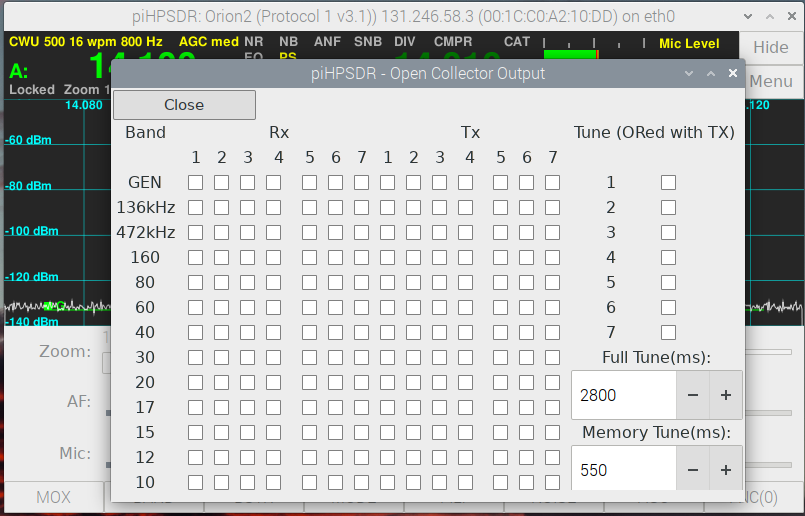 piHPSDR: Orion2 (Protocol 1 v3.1)) 131.246.58.3 (00:1C:C0:A2:10:DD) on eth0
CWU 500 16 wpm 800 Hz AGC med NR NB ANF SNB DIV CMPR CAT Mic Level
Hide
A:
Locked Zoom 1
Menu
14.080
.120
-60 dBm
-80 dBm
-100 dBm
-120 dBm
-140 dBm
Zoom:
AF:
Mic:
MOX
NC(0)
piHPSDR - Open Collector Output
Close
Band Rx Tx Tune (ORed with TX)
1 2 3 4 5 6 7 1 2 3 4 5 6 7
GEN 1
136kHz 2
472kHz 3
160 4
80 5
60 6
40 7
30 Full Tune(ms):
20 2800 − +
17
15 Memory Tune(ms):
12 550 − +
10